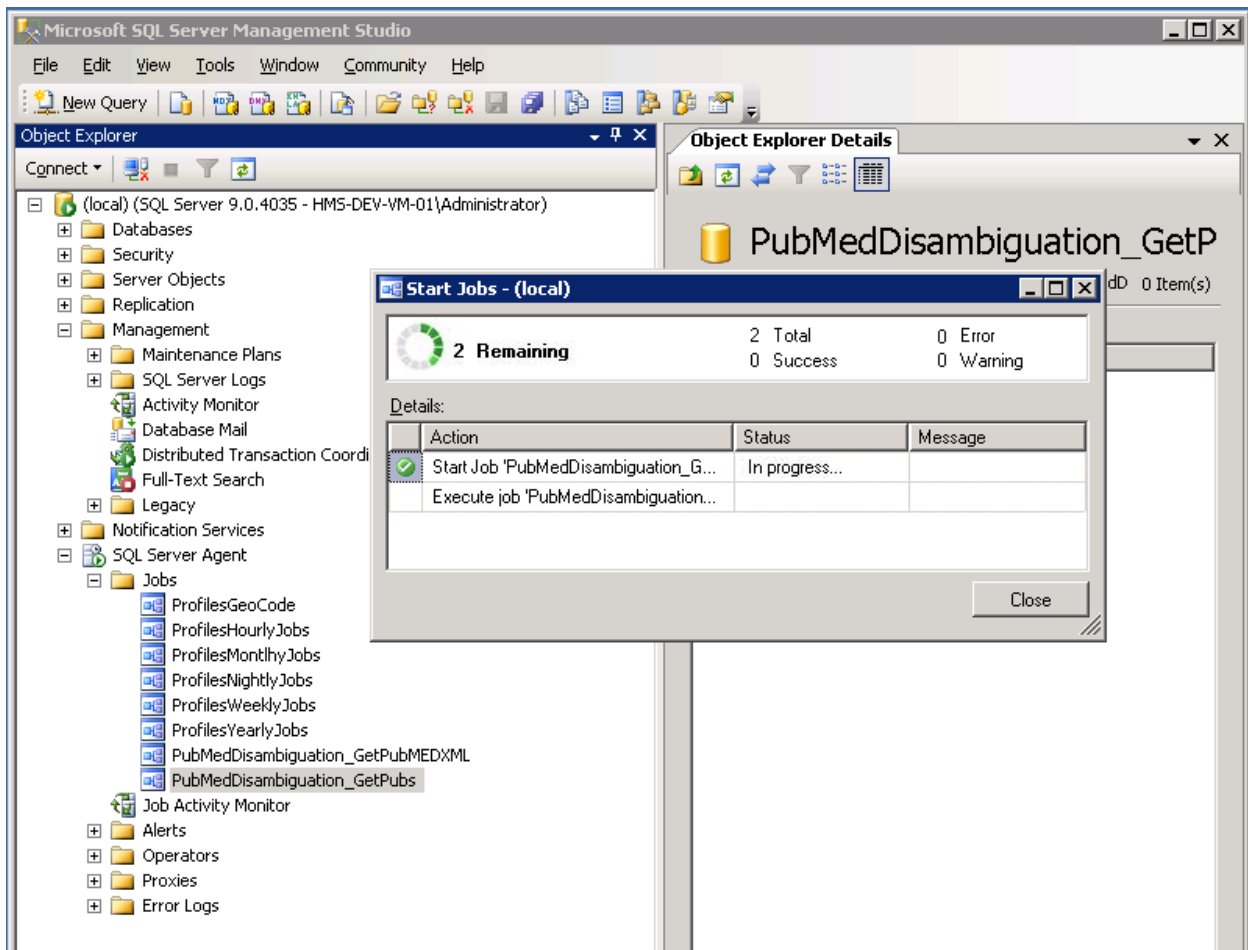 Microsoft SQL Server Management Studio
File Edit View Tools Window Community Help
New Query
Object Explorer
Connect
(local) (SQL Server 9.0.4035 - HMS-DEV-VM-01\Administrator)
Databases
Security
Server Objects
Replication
Management
Maintenance Plans
SQL Server Logs
Activity Monitor
Database Mail
Distributed Transaction Coordi
Full-Text Search
Legacy
Notification Services
SQL Server Agent
Jobs
ProfilesGeoCode
ProfilesHourlyJobs
ProfilesMontlhyJobs
ProfilesNightlyJobs
ProfilesWeeklyJobs
ProfilesYearlyJobs
PubMedDisambiguation_GetPubMEDXML
PubMedDisambiguation_GetPubs
Job Activity Monitor
Alerts
Operators
Proxies
Error Logs
Object Explorer Details
PubMedDisambiguation_GetP
dD 0 Item(s)
Start Jobs - (local)
2 Remaining
2 Total 0 Error
0 Success 0 Warning
Details:
Action Status Message
Start Job 'PubMedDisambiguation_G... In progress...
Execute job 'PubMedDisambiguation...
Close